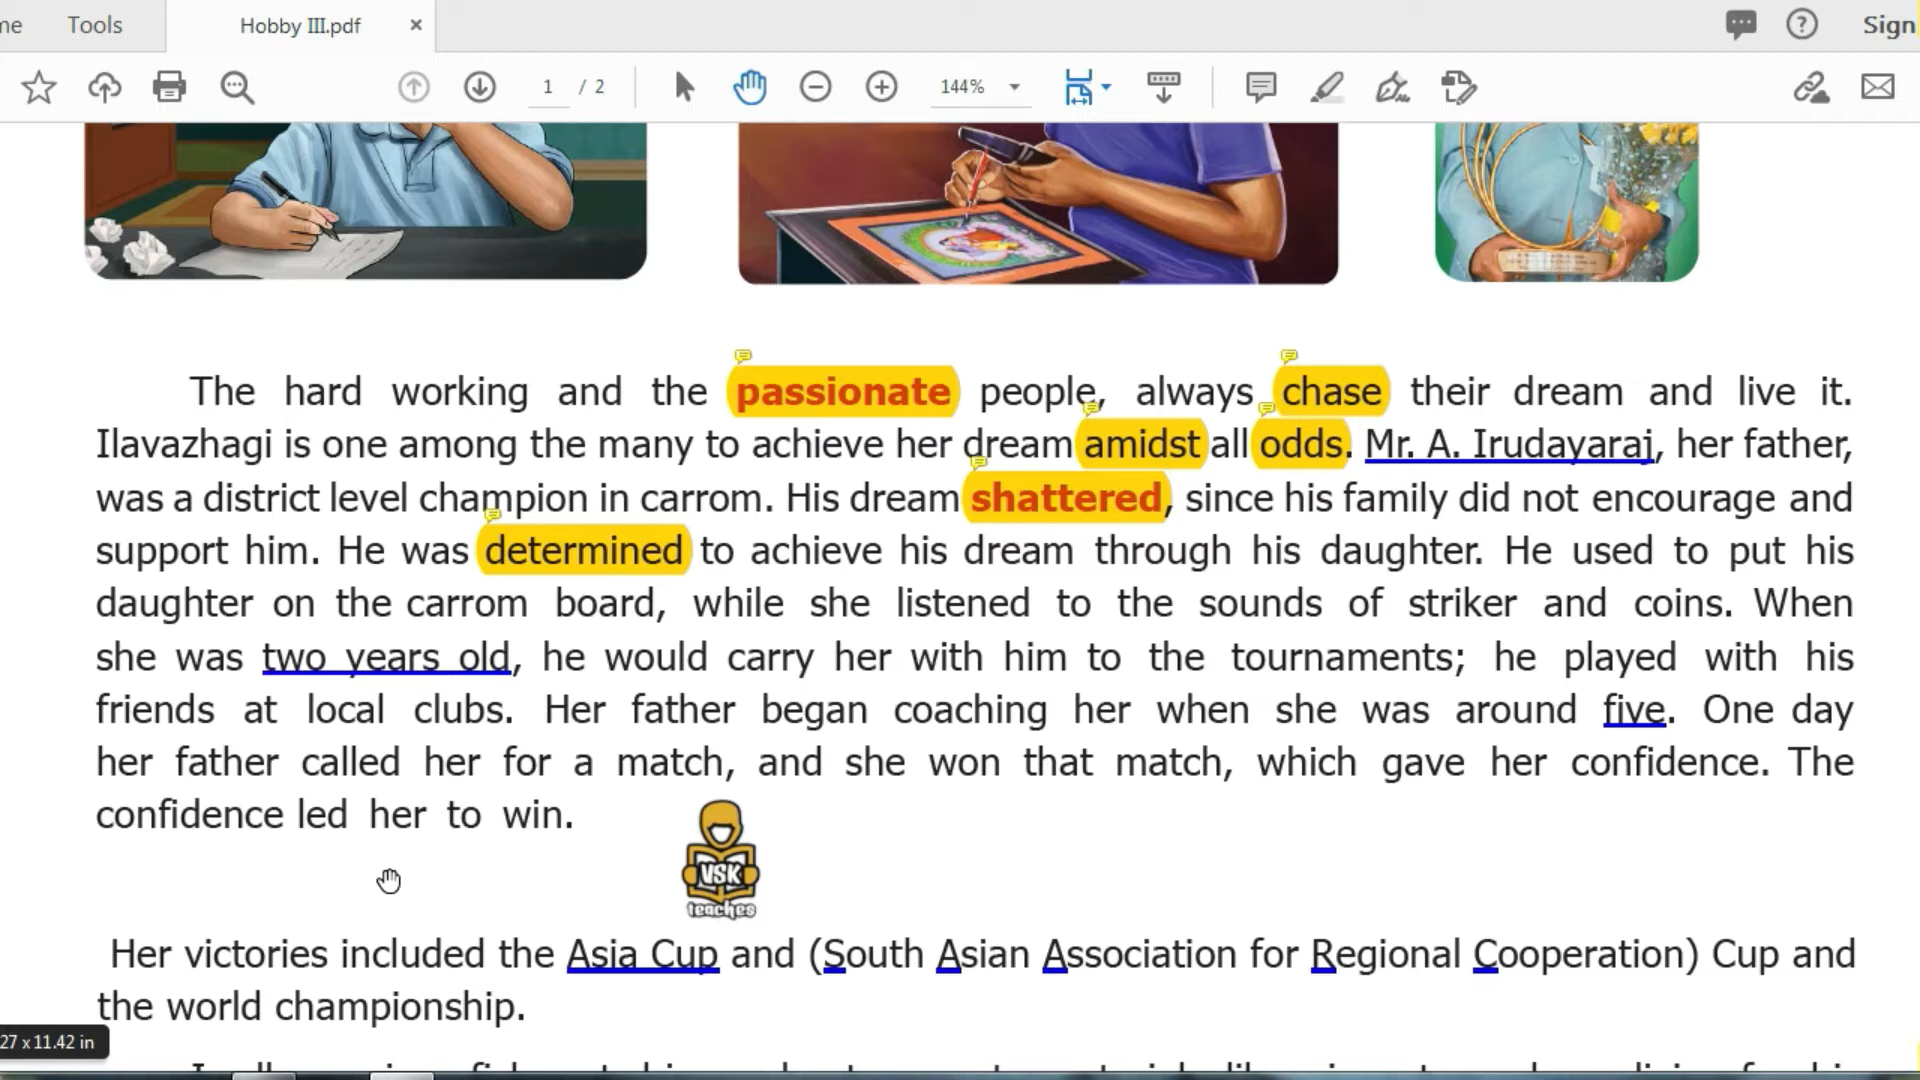 Tools
Hobby III.pdf
Sign
1 / 2
144%
The hard working and the passionate people, always chase their dream and live it.
Ilavazhagi is one among the many to achieve her dream amidst all odds. Mr. A. Irudayaraj, her father,
was a district level champion in carrom. His dream shattered, since his family did not encourage and
support him. He was determined to achieve his dream through his daughter. He used to put his
daughter on the carrom board, while she listened to the sounds of striker and coins. When
she was two years old, he would carry her with him to the tournaments; he played with his
friends at local clubs. Her father began coaching her when she was around five. One day
her father called her for a match, and she won that match, which gave her confidence. The
confidence led her to win.
VSK
teaches
Her victories included the Asia Cup and (South Asian Association for Regional Cooperation) Cup and
the world championship.
27 x 11.42 in